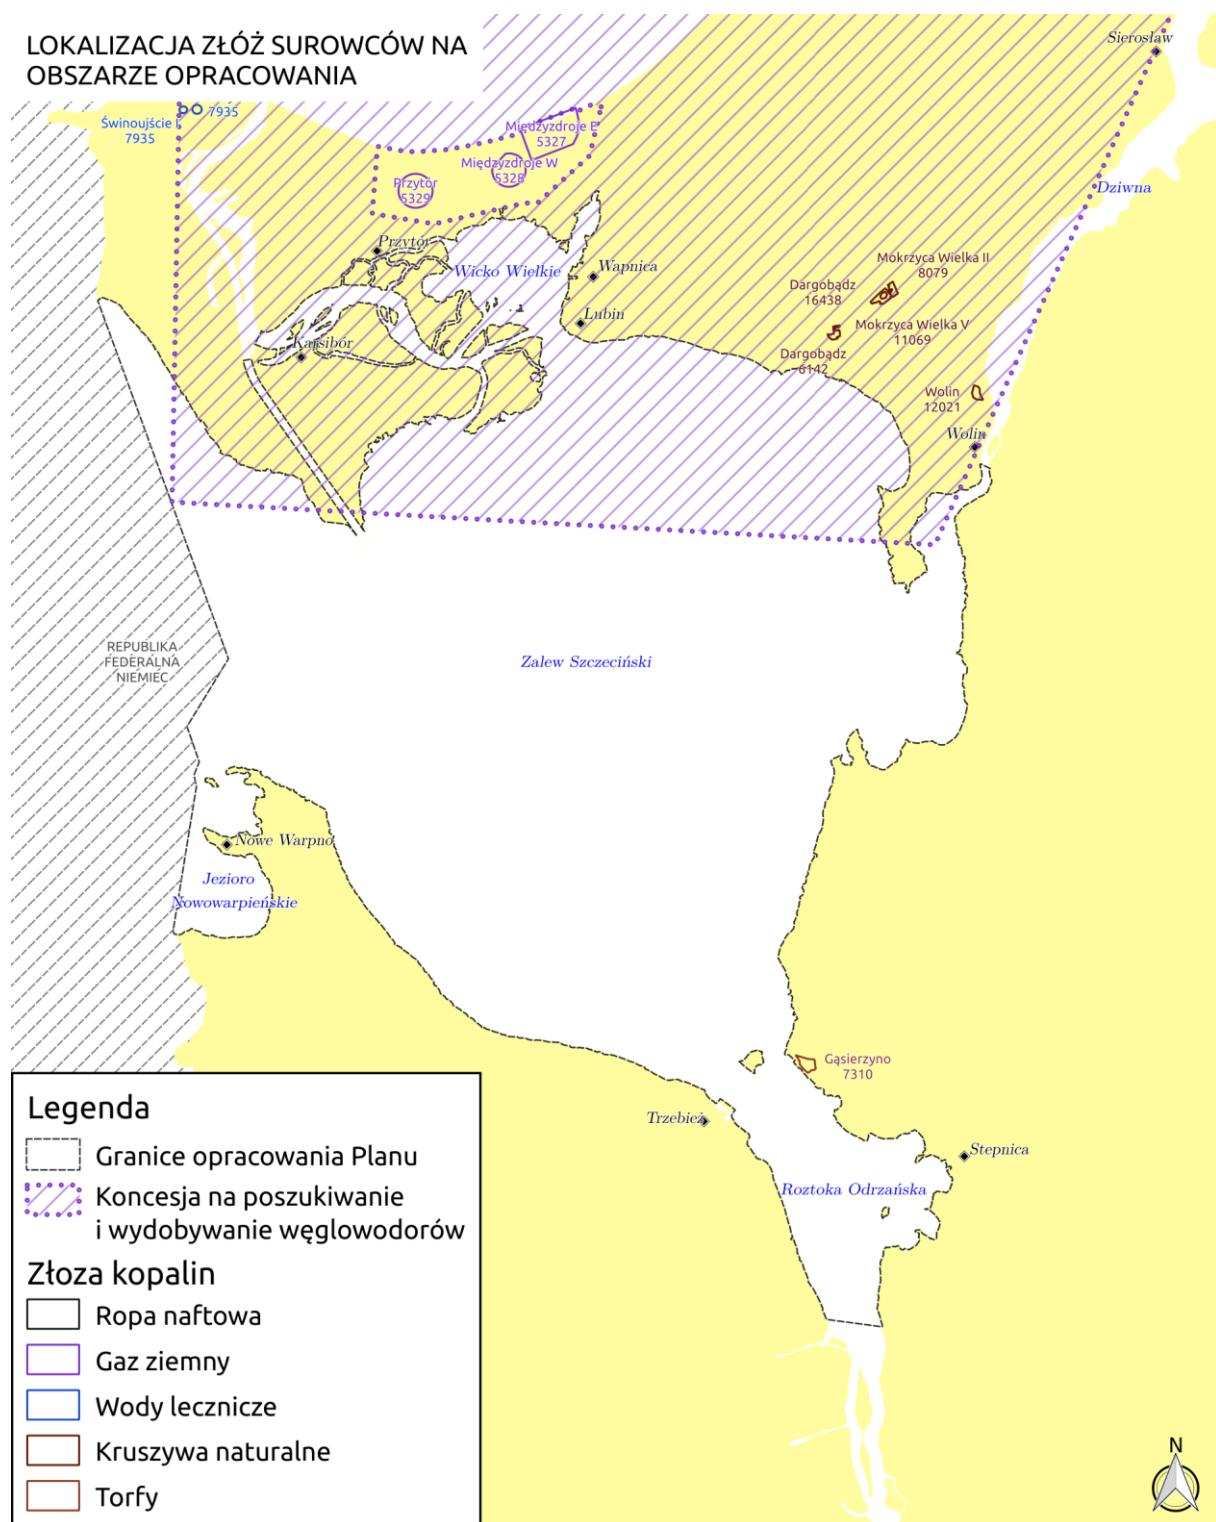 LOKALIZACJA ZŁÓŻ SUROWCÓW NA
OBSZARZE OPRACOWANIA
Sierosław
7935
Świnoujście I
7935
Międzyzdroje E
5327
Międzyzdroje W
5328
Przytór
5329
Dziwna
Przytór
Wicko Wielkie
Wapnica
Mokrzyca Wielka II
8079
Dargobądz
16438
Lubin
Mokrzyca Wielka V
11069
Karsibór
Dargobądz
6142
Wolin
12021
Wolin
REPUBLIKA
FEDERALNA
NIEMIEC
Zalew Szczeciński
Nowe Warpno
Jezioro
Nowowarpieńskie
Gąsierzyno
7310
Trzebież
Stepnica
Roztoka Odrzańska
Legenda
Granice opracowania Planu
Koncesja na poszukiwanie
i wydobywanie węglowodorów
Złoża kopalin
Ropa naftowa
Gaz ziemny
Wody lecznicze
Kruszywa naturalne
Torfy
N